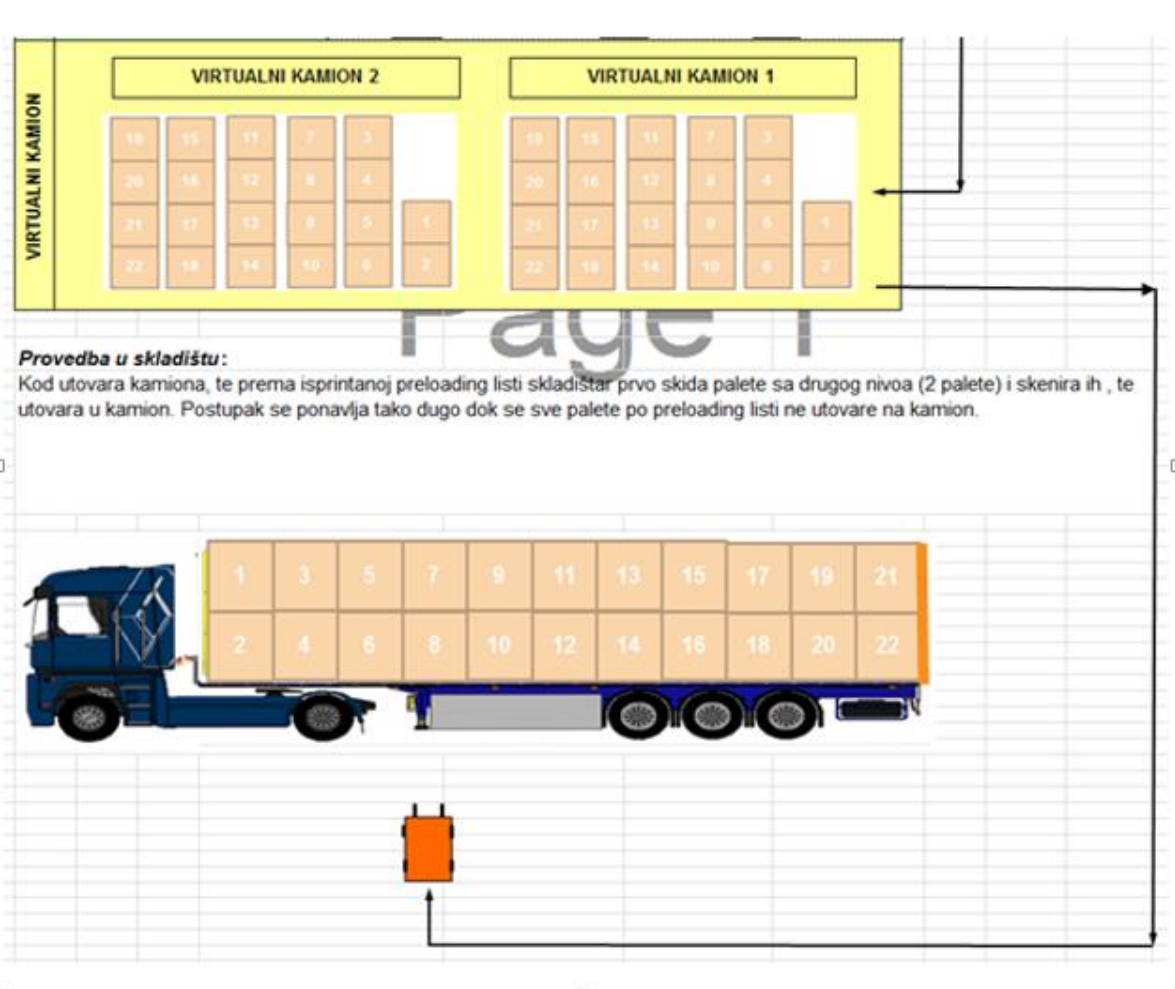 VIRTUALNI KAMION
VIRTUALNI KAMION 2
VIRTUALNI KAMION 1
19 15 11 7 3
20 16 12 8 4
21 17 13 9 5 1
22 18 14 10 6 2
19 15 11 7 3
20 16 12 8 4
21 17 13 9 5 1
22 18 14 10 6 2
Page 1
Provedba u skladištu:
Kod utovara kamiona, te prema isprintanoj preloading listi skladištar prvo skida palete sa drugog nivoa (2 palete) i skenira ih , te
utovara u kamion. Postupak se ponavlja tako dugo dok se sve palete po preloading listi ne utovare na kamion.
1 3 5 7 9 11 13 15 17 19 21
2 4 6 8 10 12 14 16 18 20 22